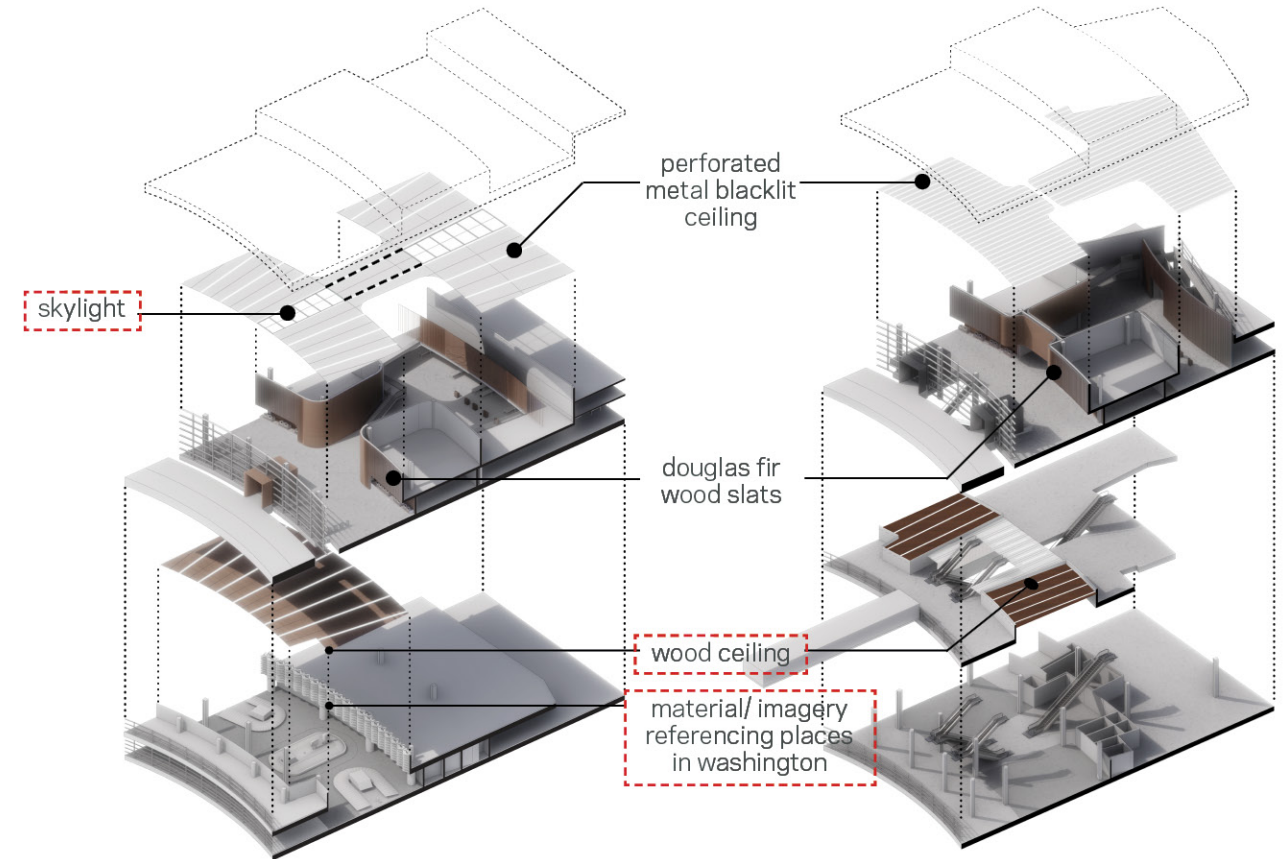 perforated
metal blacklit
ceiling
skylight
douglas fir
wood slats
wood ceiling
material/ imagery
referencing places
in washington